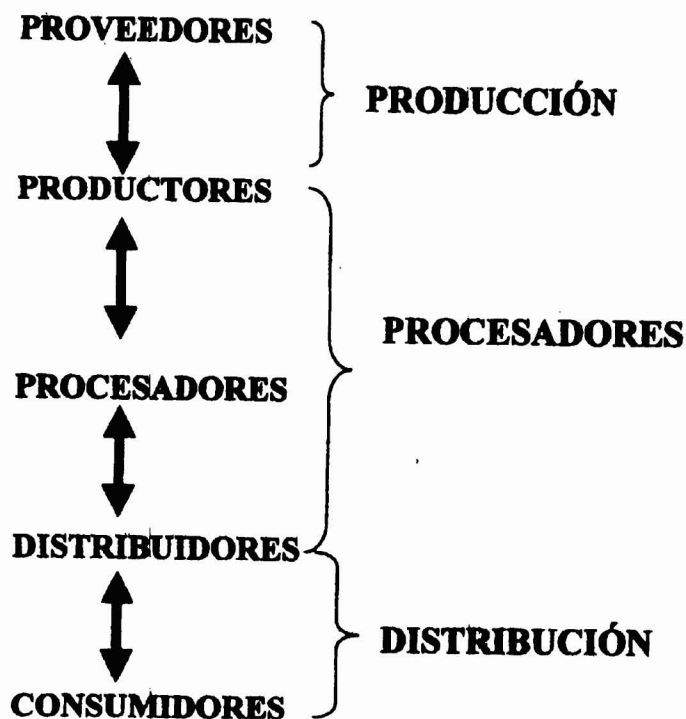 PROVEEDORES
PRODUCCIÓN
PRODUCTORES
PROCESADORES
PROCESADORES
DISTRIBUIDORES
DISTRIBUCIÓN
CONSUMIDORES